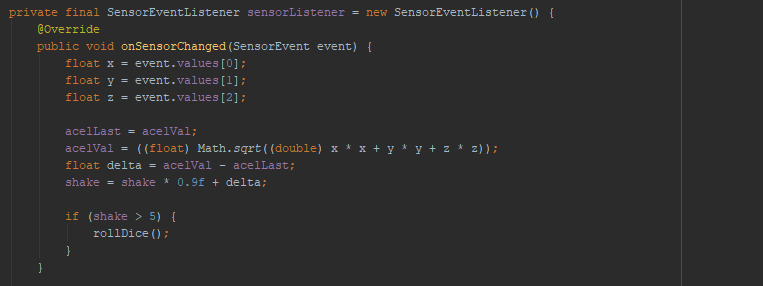 private final SensorEventListener sensorListener = new SensorEventListener() {
@Override
public void onSensorChanged(SensorEvent event) {
float x = event.values[0];
float y = event.values[1];
float z = event.values[2];
acelLast = acelVal;
acelVal = ((float) Math.sqrt((double) x * x + y * y + z * z));
float delta = acelVal - acelLast;
shake = shake * 0.9f + delta;
if (shake > 5) {
rollDice();
}
}